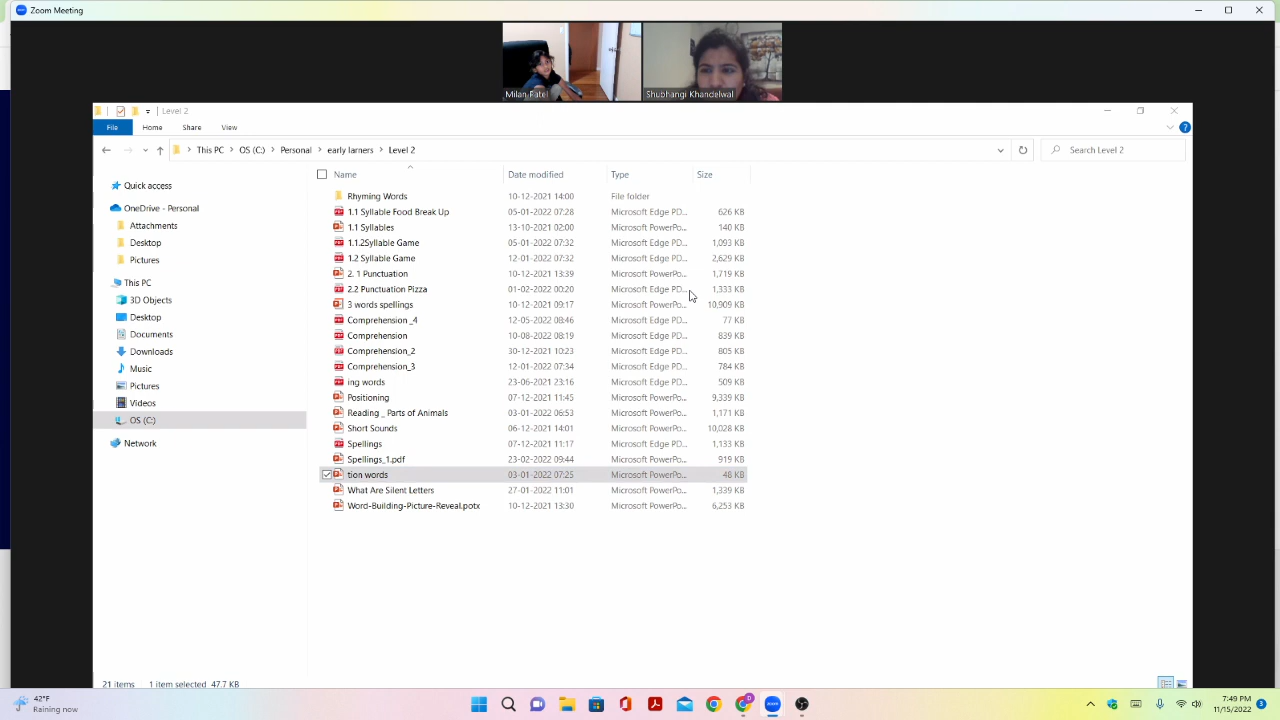 Zoom Meeting
Milan Patel
Shubhangi Khandelwal
Level 2
File Home Share View
This PC > OS (C:) > Personal > early larners > Level 2
Search Level 2
Name Date modified Type Size
Quick access
OneDrive - Personal
Attachments
Desktop
Pictures
This PC
3D Objects
Desktop
Documents
Downloads
Music
Pictures
Videos
OS (C:)
Network
Rhyming Words 10-12-2021 14:00 File folder
1.1 Syllable Food Break Up 05-01-2022 07:28 Microsoft Edge PD... 626 KB
1.1 Syllables 13-10-2021 02:00 Microsoft PowerPo... 140 KB
1.1.2Syllable Game 05-01-2022 07:32 Microsoft Edge PD... 1,093 KB
1.2 Syllable Game 12-01-2022 07:32 Microsoft Edge PD... 2,629 KB
2. 1 Punctuation 10-12-2021 13:39 Microsoft PowerPo... 1,719 KB
2.2 Punctuation Pizza 01-02-2022 00:20 Microsoft Edge PD... 1,333 KB
3 words spellings 10-12-2021 09:17 Microsoft PowerPo... 10,909 KB
Comprehension _4 12-05-2022 08:46 Microsoft Edge PD... 77 KB
Comprehension 10-08-2022 08:19 Microsoft Edge PD... 839 KB
Comprehension_2 30-12-2021 10:23 Microsoft Edge PD... 805 KB
Comprehension_3 12-01-2022 07:34 Microsoft Edge PD... 784 KB
ing words 23-06-2021 23:16 Microsoft Edge PD... 509 KB
Positioning 07-12-2021 11:45 Microsoft PowerPo... 9,339 KB
Reading _ Parts of Animals 03-01-2022 06:53 Microsoft PowerPo... 1,171 KB
Short Sounds 06-12-2021 14:01 Microsoft PowerPo... 10,028 KB
Spellings 07-12-2021 11:17 Microsoft Edge PD... 1,133 KB
Spellings_1.pdf 23-02-2022 09:44 Microsoft PowerPo... 919 KB
tion words 03-01-2022 07:25 Microsoft PowerPo... 48 KB
What Are Silent Letters 27-01-2022 11:01 Microsoft PowerPo... 1,339 KB
Word-Building-Picture-Reveal.potx 10-12-2021 13:30 Microsoft PowerPo... 6,253 KB
21 items 1 item selected 47.7 KB
42°F
Raining now
7:49 PM
11/15/2022
3